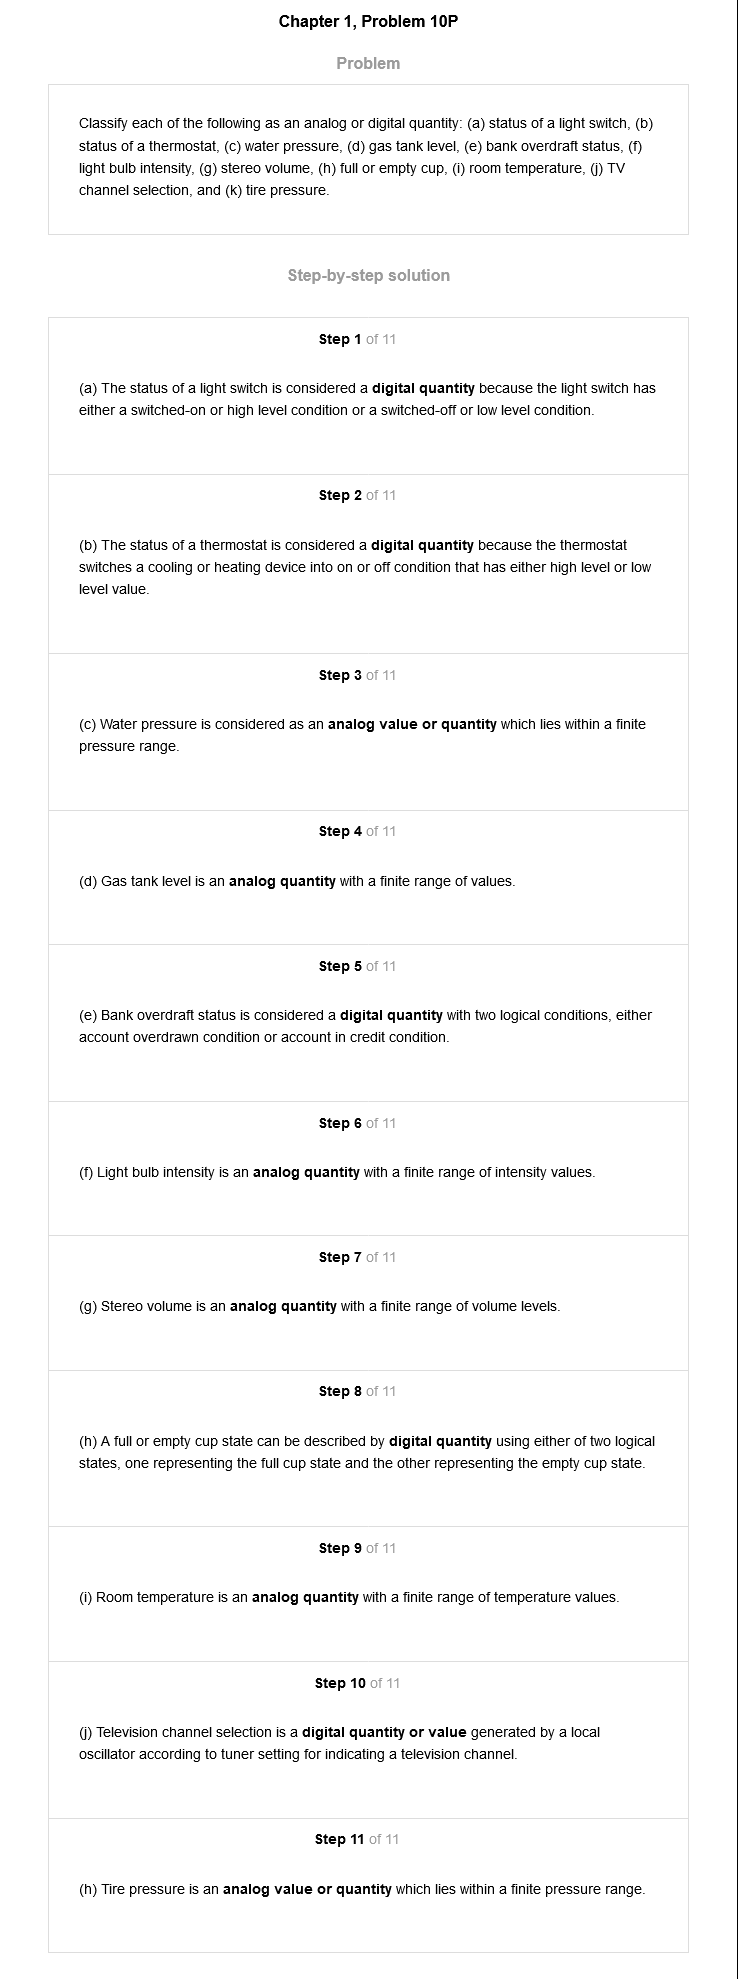 Chapter 1, Problem 10P
Problem
Classify each of the following as an analog or digital quantity: (a) status of a light switch, (b)
status of a thermostat, (c) water pressure, (d) gas tank level, (e) bank overdraft status, (f)
light bulb intensity, (g) stereo volume, (h) full or empty cup, (i) room temperature, (j) TV
channel selection, and (k) tire pressure.
Step-by-step solution
Step 1 of 11
(a) The status of a light switch is considered a digital quantity because the light switch has
either a switched-on or high level condition or a switched-off or low level condition.
Step 2 of 11
(b) The status of a thermostat is considered a digital quantity because the thermostat
switches a cooling or heating device into on or off condition that has either high level or low
level value.
Step 3 of 11
(c) Water pressure is considered as an analog value or quantity which lies within a finite
pressure range.
Step 4 of 11
(d) Gas tank level is an analog quantity with a finite range of values.
Step 5 of 11
(e) Bank overdraft status is considered a digital quantity with two logical conditions, either
account overdrawn condition or account in credit condition.
Step 6 of 11
(f) Light bulb intensity is an analog quantity with a finite range of intensity values.
Step 7 of 11
(g) Stereo volume is an analog quantity with a finite range of volume levels.
Step 8 of 11
(h) A full or empty cup state can be described by digital quantity using either of two logical
states, one representing the full cup state and the other representing the empty cup state.
Step 9 of 11
(i) Room temperature is an analog quantity with a finite range of temperature values.
Step 10 of 11
(j) Television channel selection is a digital quantity or value generated by a local
oscillator according to tuner setting for indicating a television channel.
Step 11 of 11
(h) Tire pressure is an analog value or quantity which lies within a finite pressure range.